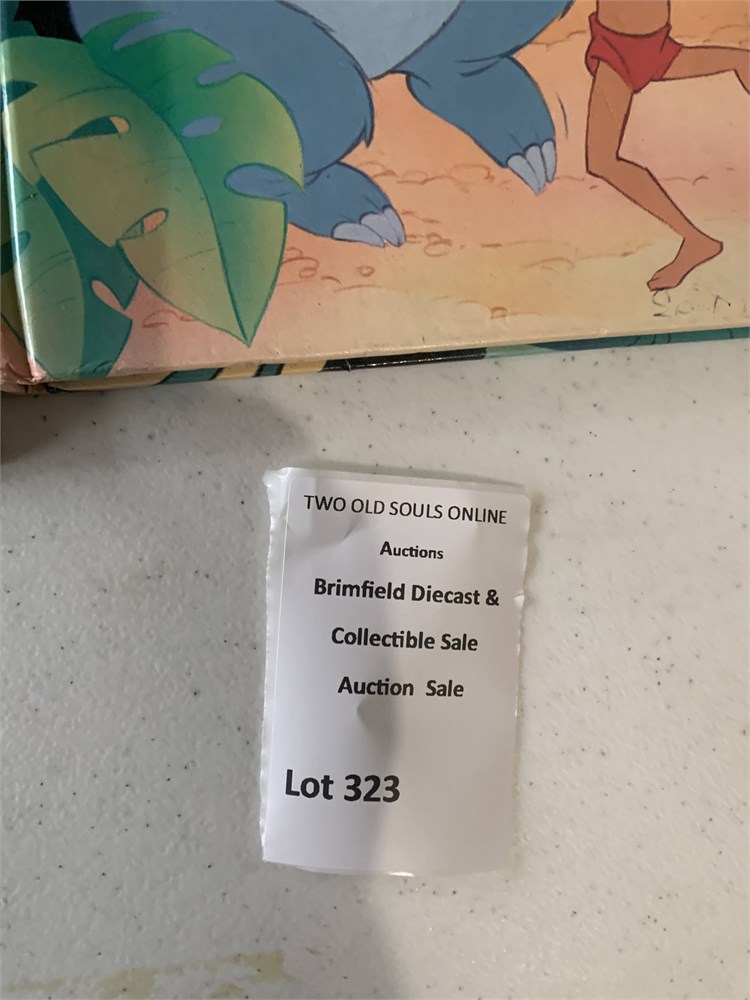 TWO OLD SOULS ONLINE
Auctions
Brimfield Diecast &
Collectible Sale
Auction Sale
Lot 323